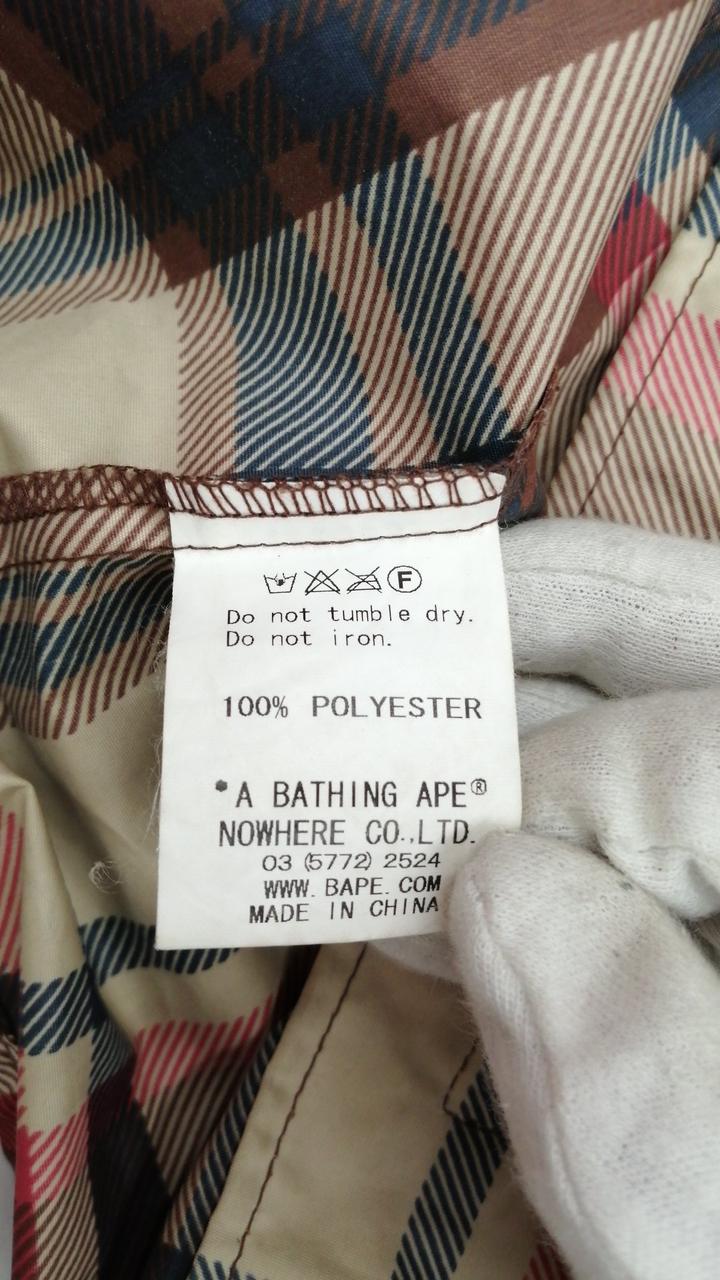 F
Do not tumble dry.
Do not iron.
100% POLYESTER
*A BATHING APE®
NOWHERE CO.,LTD.
03 (5772) 2524
WWW. BAPE. COM
MADE IN CHINA